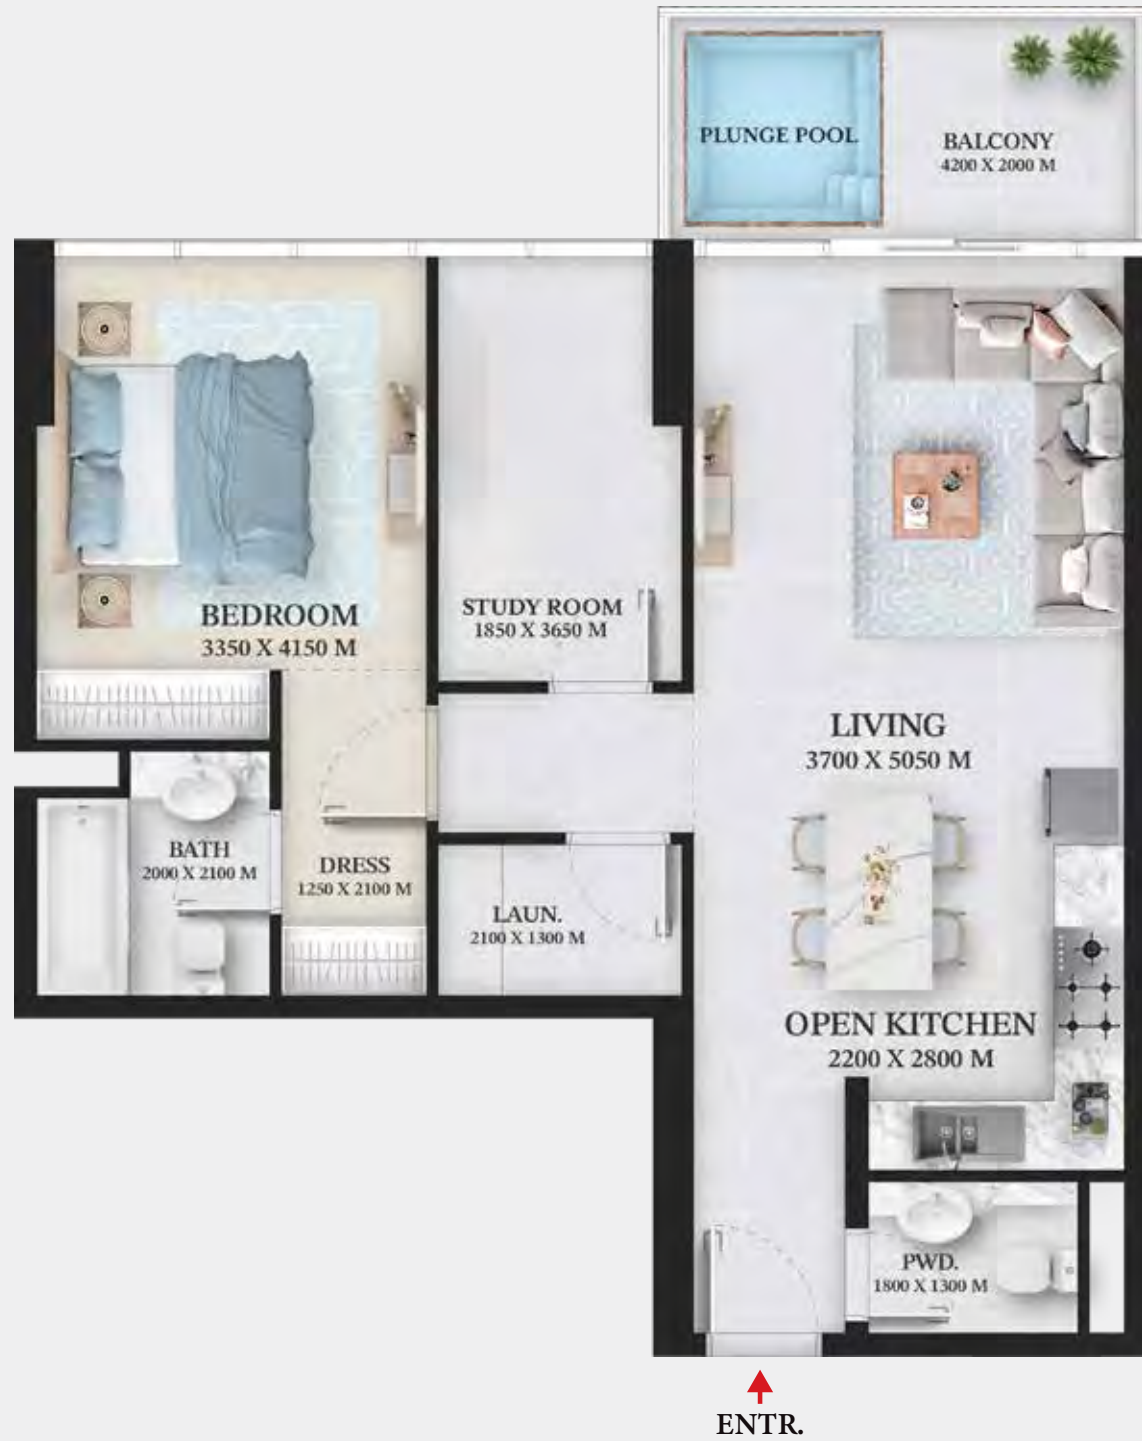 PLUNGE POOL
BALCONY
4200 X 2000 M
BEDROOM
3350 X 4150 M
STUDY ROOM
1850 X 3650 M
LIVING
3700 X 5050 M
BATH
2000 X 2100 M
DRESS
1250 X 2100 M
LAUN.
2100 X 1300 M
OPEN KITCHEN
2200 X 2800 M
PWD.
1800 X 1300 M
ENTR.